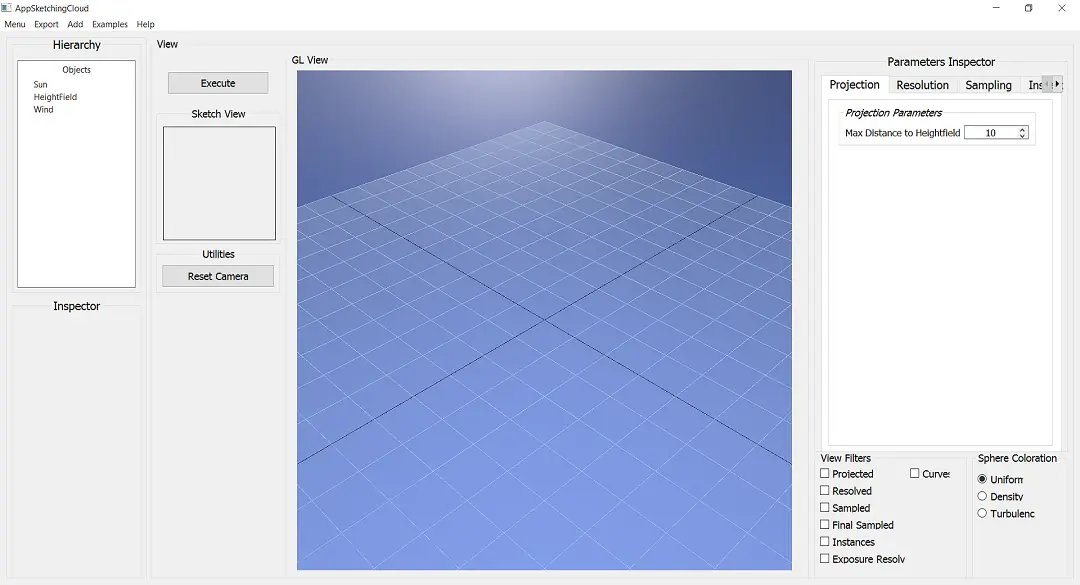 AppSketchingCloud
Menu Export Add Examples Help
Hierarchy
Objects
Sun
HeightField
Wind
Inspector
View
Execute
Sketch View
Utilities
Reset Camera
GL View
Parameters Inspector
Projection Resolution Sampling Ins
Projection Parameters
Max Distance to Heightfield 10
View Filters
Projected Curves
Resolved
Sampled
Final Sampled
Instances
Exposure Resolv
Sphere Coloration
Uniform
Density
Turbulenc